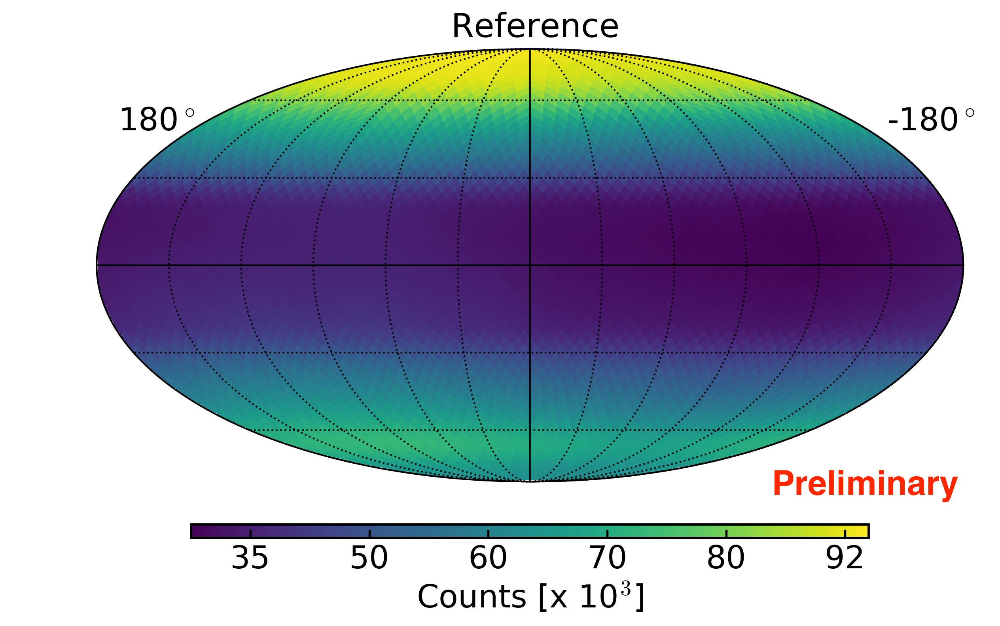 Reference
180° -180°
Preliminary
35 50 60 70 80 92
Counts [x 10³]